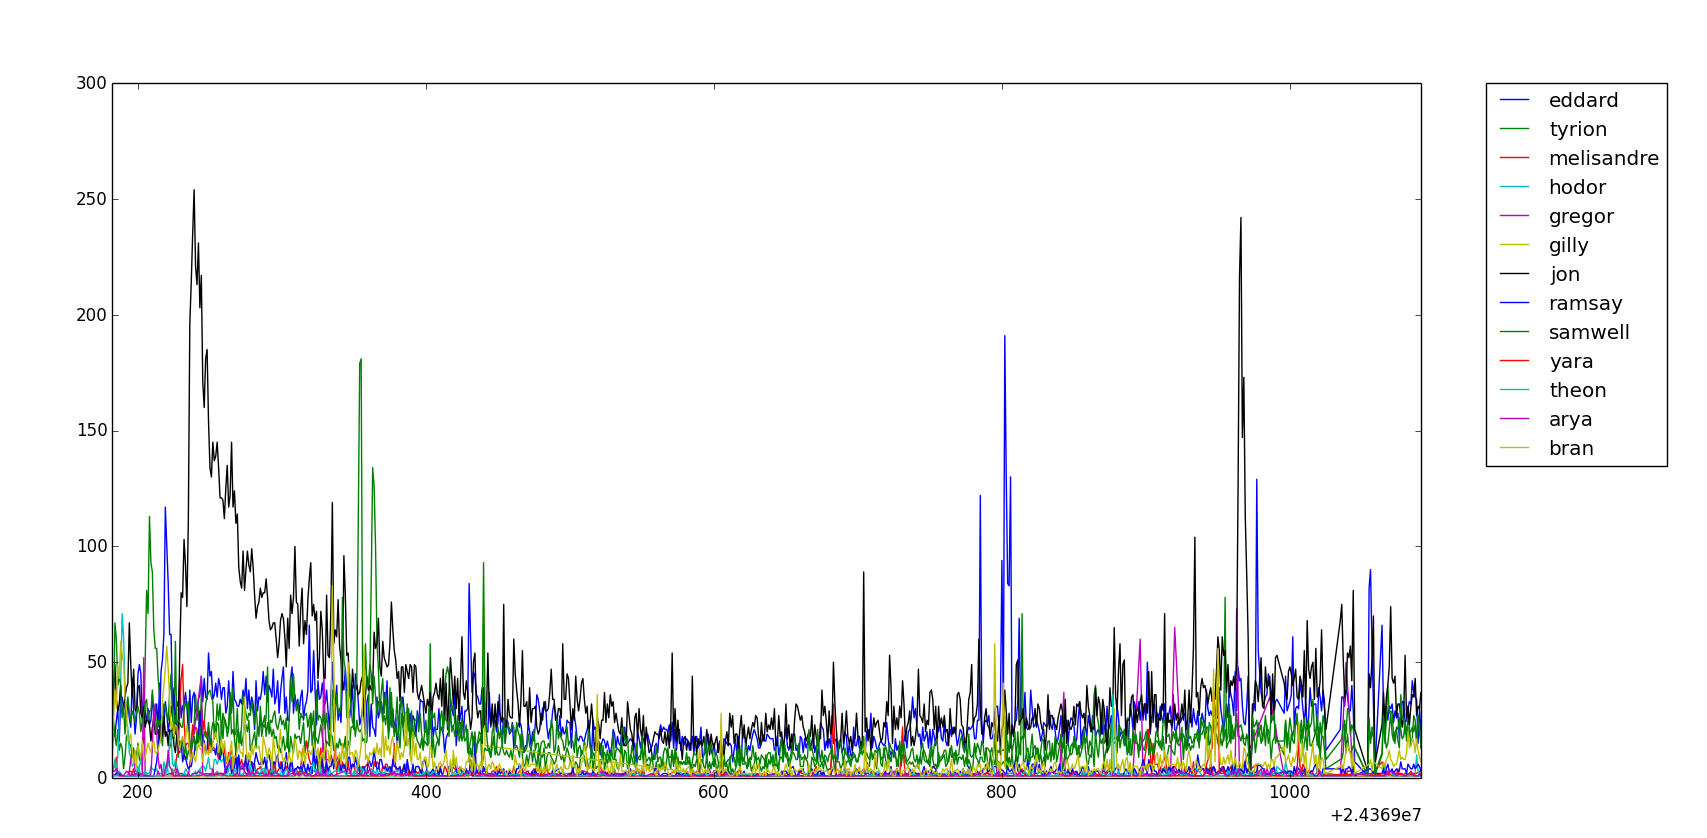 300
250
200
150
100
50
0
200
400
600
800
1000
+2.4369e7
eddard
tyrion
melisandre
hodor
gregor
gilly
jon
ramsay
samwell
yara
theon
arya
bran